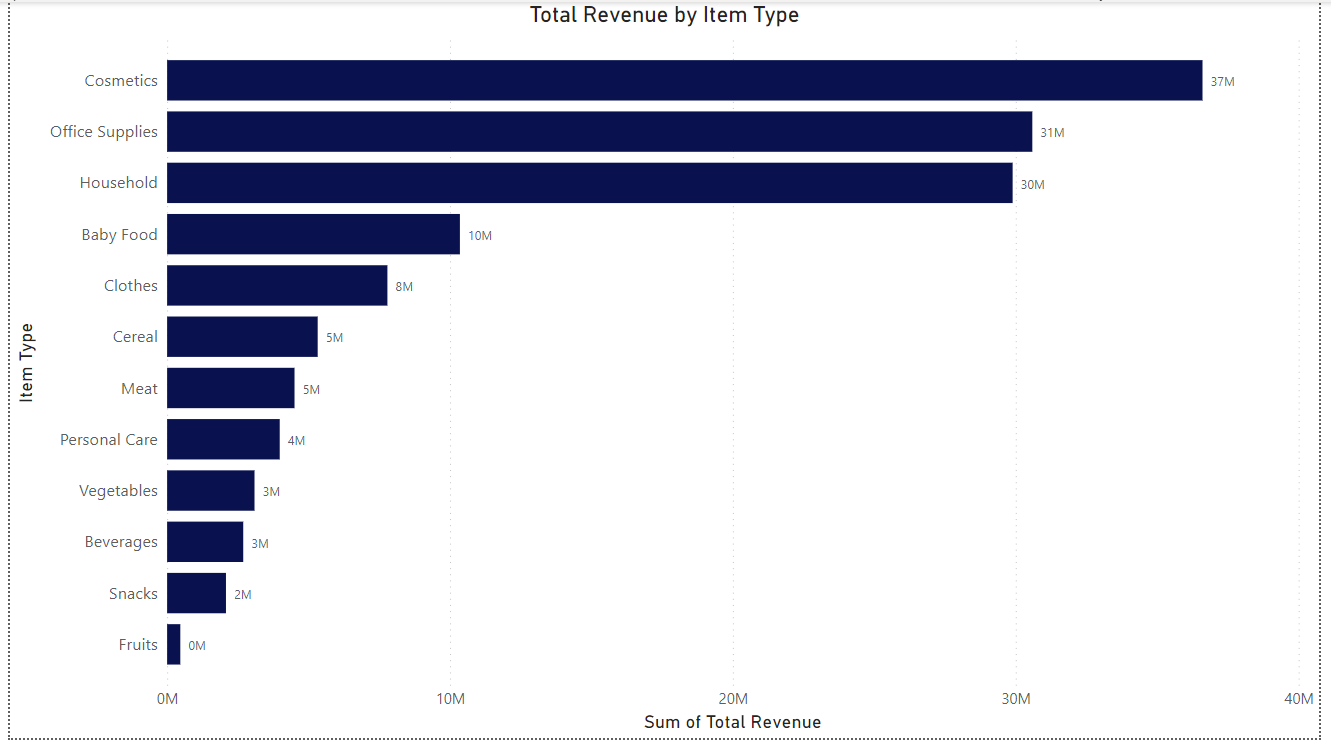 Total Revenue by Item Type
Cosmetics 37M
Office Supplies 31M
Household 30M
Baby Food 10M
Clothes 8M
Cereal 5M
Meat 5M
Personal Care 4M
Vegetables 3M
Beverages 3M
Snacks 2M
Fruits 0M
Item Type
0M 10M 20M 30M 40M
Sum of Total Revenue